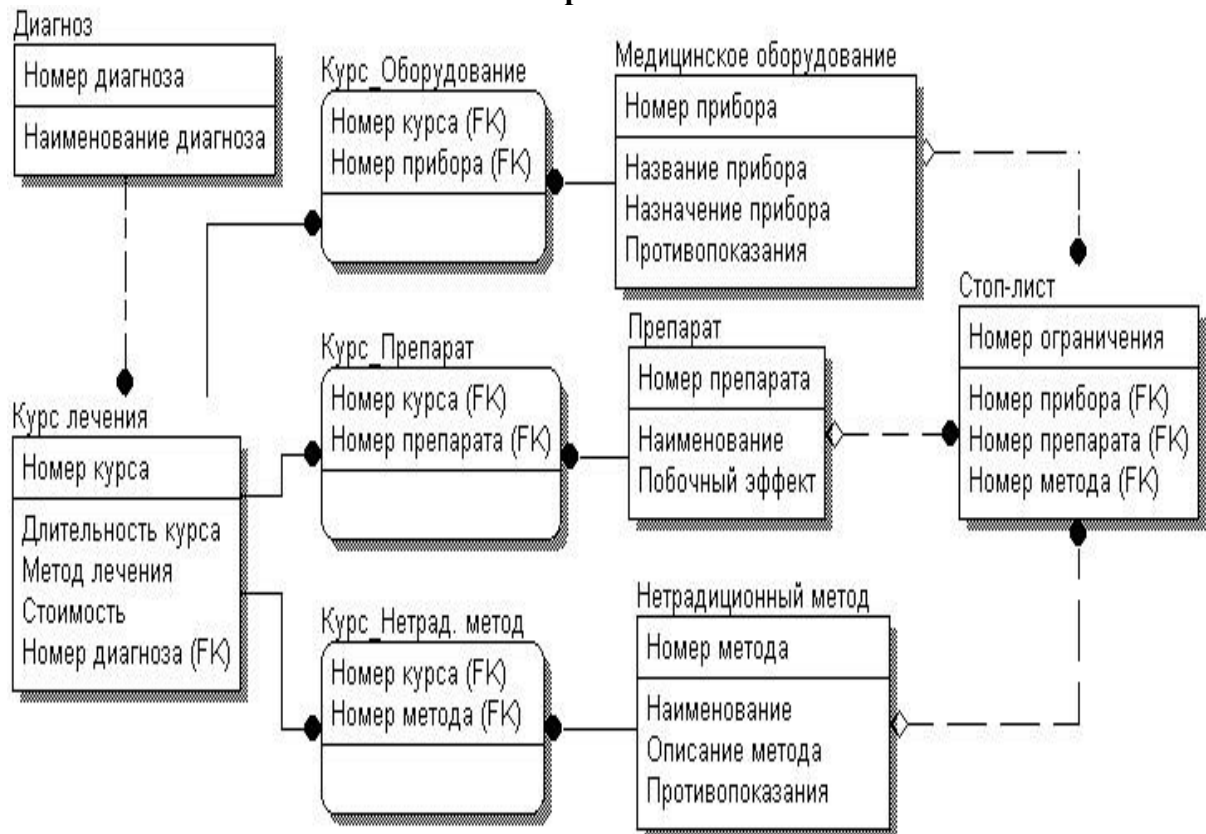 Диагноз
Номер диагноза
Наименование диагноза
Курс_Оборудование
Номер курса (FK)
Номер прибора (FK)
Медицинское оборудование
Номер прибора
Название прибора
Назначение прибора
Противопоказания
Курс_Препарат
Номер курса (FK)
Номер препарата (FK)
Препарат
Номер препарата
Наименование
Побочный эффект
Стоп-лист
Номер ограничения
Номер прибора (FK)
Номер препарата (FK)
Номер метода (FK)
Курс лечения
Номер курса
Длительность курса
Метод лечения
Стоимость
Номер диагноза (FK)
Курс_Нетрад. метод
Номер курса (FK)
Номер метода (FK)
Нетрадиционный метод
Номер метода
Наименование
Описание метода
Противопоказания